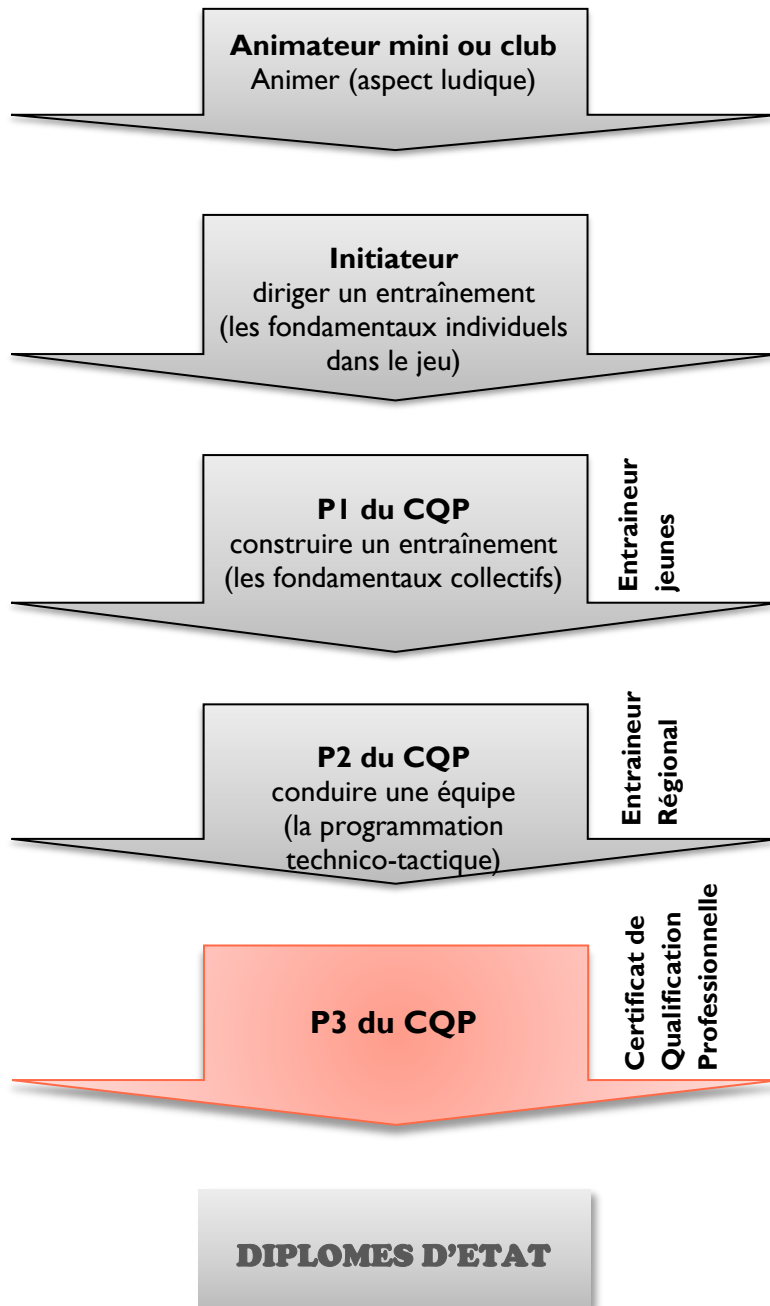 Animateur mini ou club
Animer (aspect ludique)
Initiateur
diriger un entraînement
(les fondamentaux individuels
dans le jeu)
P1 du CQP
construire un entraînement
(les fondamentaux collectifs)
Entraineur
jeunes
P2 du CQP
conduire une équipe
(la programmation
technico-tactique)
Entraineur
Régional
P3 du CQP
Certificat de
Qualification
Professionnelle
DIPLOMES D'ETAT